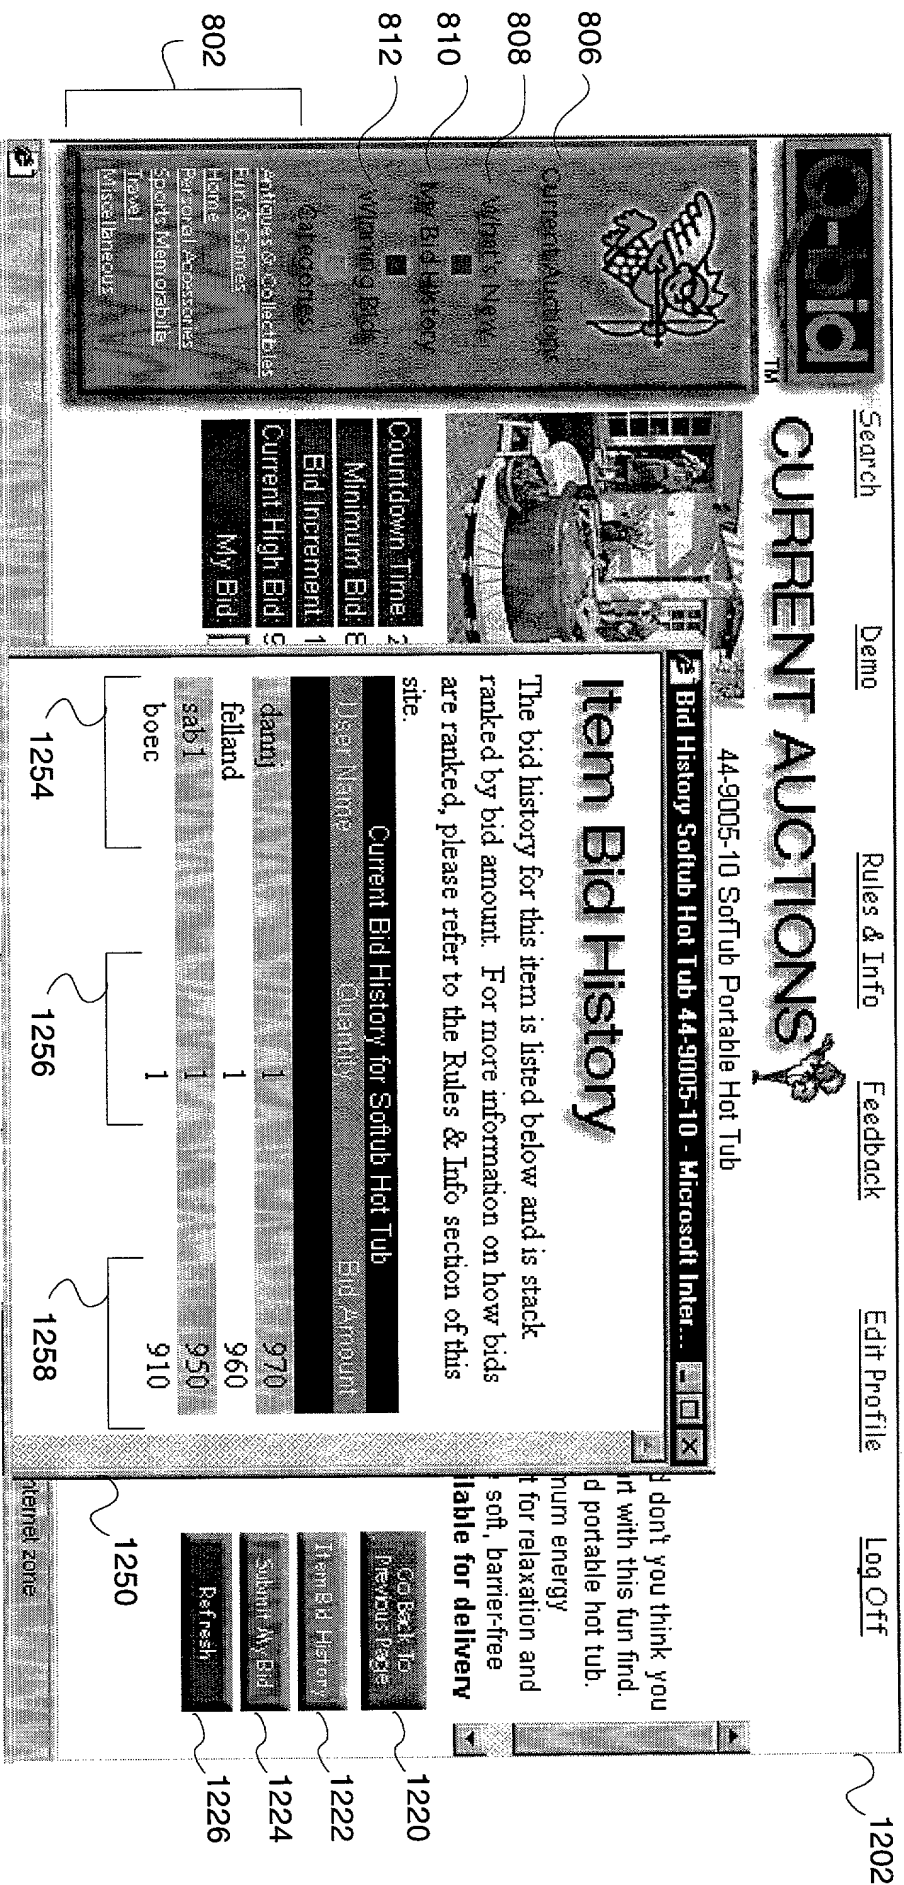 Search Demo Rules & Info Feedback Edit Profile Log Off
1202
Q-bid
TM
CURRENT AUCTIONS
44-9005-10 SofTub Portable Hot Tub
806
Current Auctions
808
What's New
810
My Bid History
812
Winning Bids
Categories
802
Antiques & Collectibles
Fun & Games
Home
Personal Accessories
Sports Memorabilia
Travel
Miscellaneous
Countdown Time
Minimum Bid
Bid Increment
Current High Bid
My Bid
Bid History Softub Hot Tub 44-9005-10 - Microsoft Inter...
Item Bid History
The bid history for this item is listed below and is stack
ranked by bid amount. For more information on how bids
are ranked, please refer to the Rules & Info section of this
site.
Current Bid History for Softub Hot Tub
User Name Quantity Bid Amount
dannj 1 970
felland 1 960
sab1 1 950
boec 1 910
1254
1256
1258
1250
d don't you think you
rt with this fun find.
d portable hot tub.
num energy
t for relaxation and
soft, barrier-free
lable for delivery
Go Back To
Previous Page
1220
Item Bid History
1222
Submit My Bid
1224
Refresh
1226
nternet zone